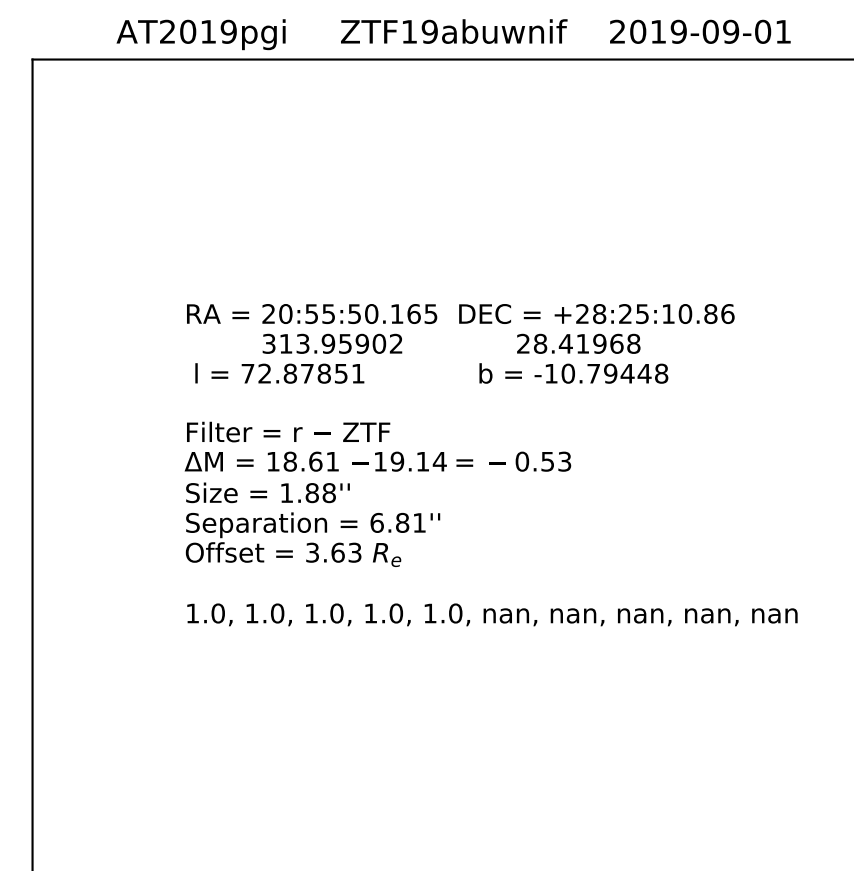 AT2019pgi ZTF19abuwnif 2019-09-01
RA = 20:55:50.165 DEC = +28:25:10.86
313.95902 28.41968
l = 72.87851 b = -10.79448
Filter = r − ZTF
ΔM = 18.61 −19.14 = − 0.53
Size = 1.88''
Separation = 6.81''
Offset = 3.63 Rₑ
1.0, 1.0, 1.0, 1.0, 1.0, nan, nan, nan, nan, nan